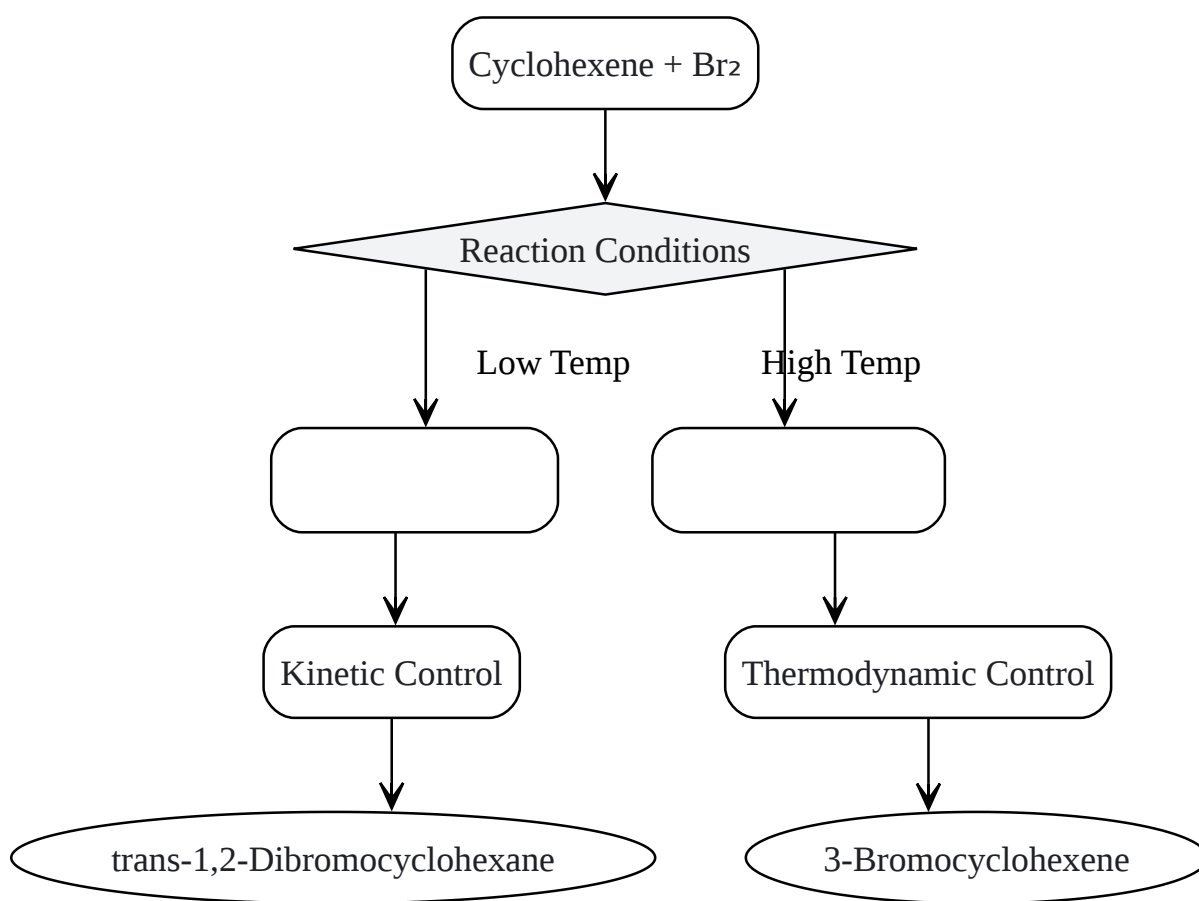 Cyclohexene + Br₂
Reaction Conditions
Low Temp
High Temp
Kinetic Control
Thermodynamic Control
trans-1,2-Dibromocyclohexane
3-Bromocyclohexene